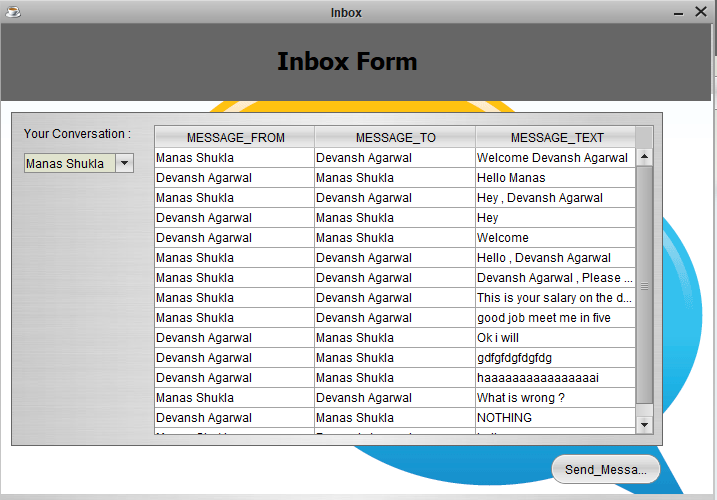 Inbox
Inbox Form
Your Conversation :
Manas Shukla
MESSAGE_FROM MESSAGE_TO MESSAGE_TEXT
Manas Shukla Devansh Agarwal Welcome Devansh Agarwal
Devansh Agarwal Manas Shukla Hello Manas
Manas Shukla Devansh Agarwal Hey , Devansh Agarwal
Devansh Agarwal Manas Shukla Hey
Devansh Agarwal Manas Shukla Welcome
Manas Shukla Devansh Agarwal Hello , Devansh Agarwal
Manas Shukla Devansh Agarwal Devansh Agarwal , Please ...
Manas Shukla Devansh Agarwal This is your salary on the d...
Manas Shukla Devansh Agarwal good job meet me in five
Devansh Agarwal Manas Shukla Ok i will
Devansh Agarwal Manas Shukla gdfgfdgfdgfdg
Devansh Agarwal Manas Shukla haaaaaaaaaaaaaaaai
Manas Shukla Devansh Agarwal What is wrong ?
Devansh Agarwal Manas Shukla NOTHING
Send_Messa...